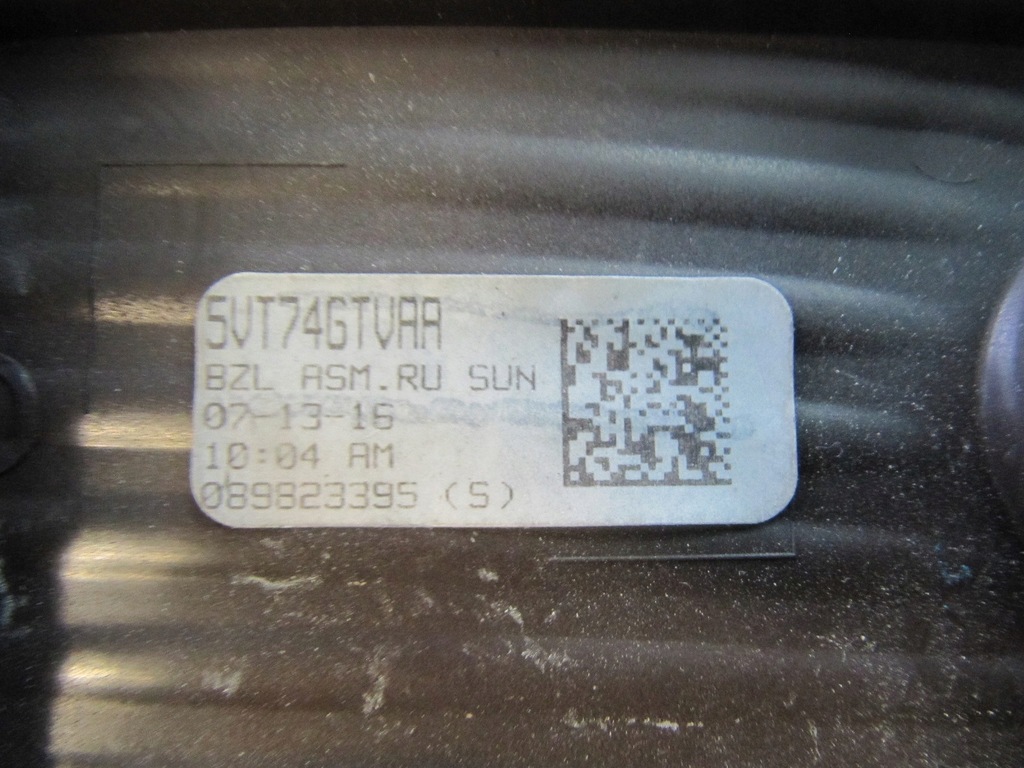 5VT74GTVAA
BZL ASM.RU SUN
07-13-16
10:04 AM
089823395 (S)